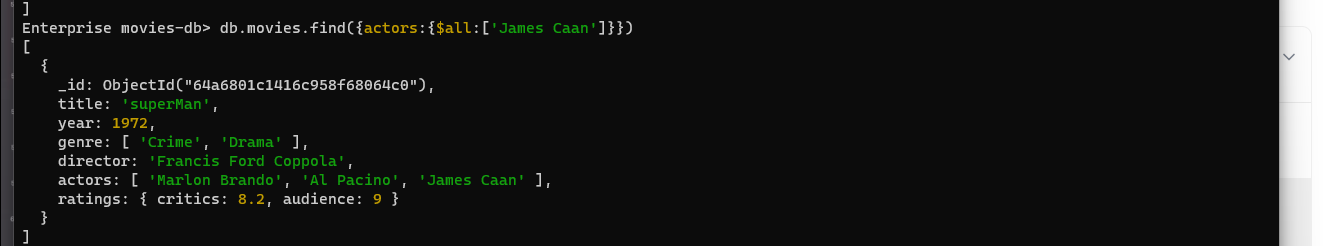 ]
Enterprise movies-db> db.movies.find({actors:{$all:['James Caan']}})
[
  {
    _id: ObjectId("64a6801c1416c958f68064c0"),
    title: 'superMan',
    year: 1972,
    genre: [ 'Crime', 'Drama' ],
    director: 'Francis Ford Coppola',
    actors: [ 'Marlon Brando', 'Al Pacino', 'James Caan' ],
    ratings: { critics: 8.2, audience: 9 }
  }
]